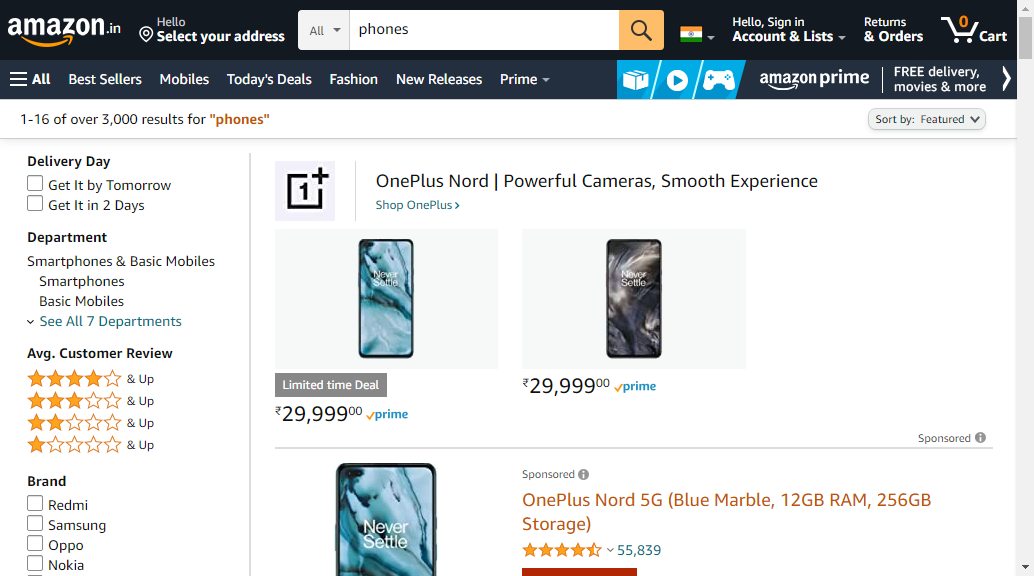 amazon.in
Hello
Select your address
All
phones
Hello, Sign in
Account & Lists
Returns
& Orders
0
Cart
All
Best Sellers
Mobiles
Today's Deals
Fashion
New Releases
Prime
amazon prime
FREE delivery,
movies & more
1-16 of over 3,000 results for "phones"
Sort by: Featured
Delivery Day
Get It by Tomorrow
Get It in 2 Days
Department
Smartphones & Basic Mobiles
Smartphones
Basic Mobiles
See All 7 Departments
Avg. Customer Review
& Up
& Up
& Up
& Up
Brand
Redmi
Samsung
Oppo
Nokia
1+
OnePlus Nord | Powerful Cameras, Smooth Experience
Shop OnePlus
Never
Settle
Limited time Deal
₹29,99900 prime
Never
Settle
₹29,99900 prime
Sponsored
Never
Settle
Sponsored
OnePlus Nord 5G (Blue Marble, 12GB RAM, 256GB
Storage)
55,839